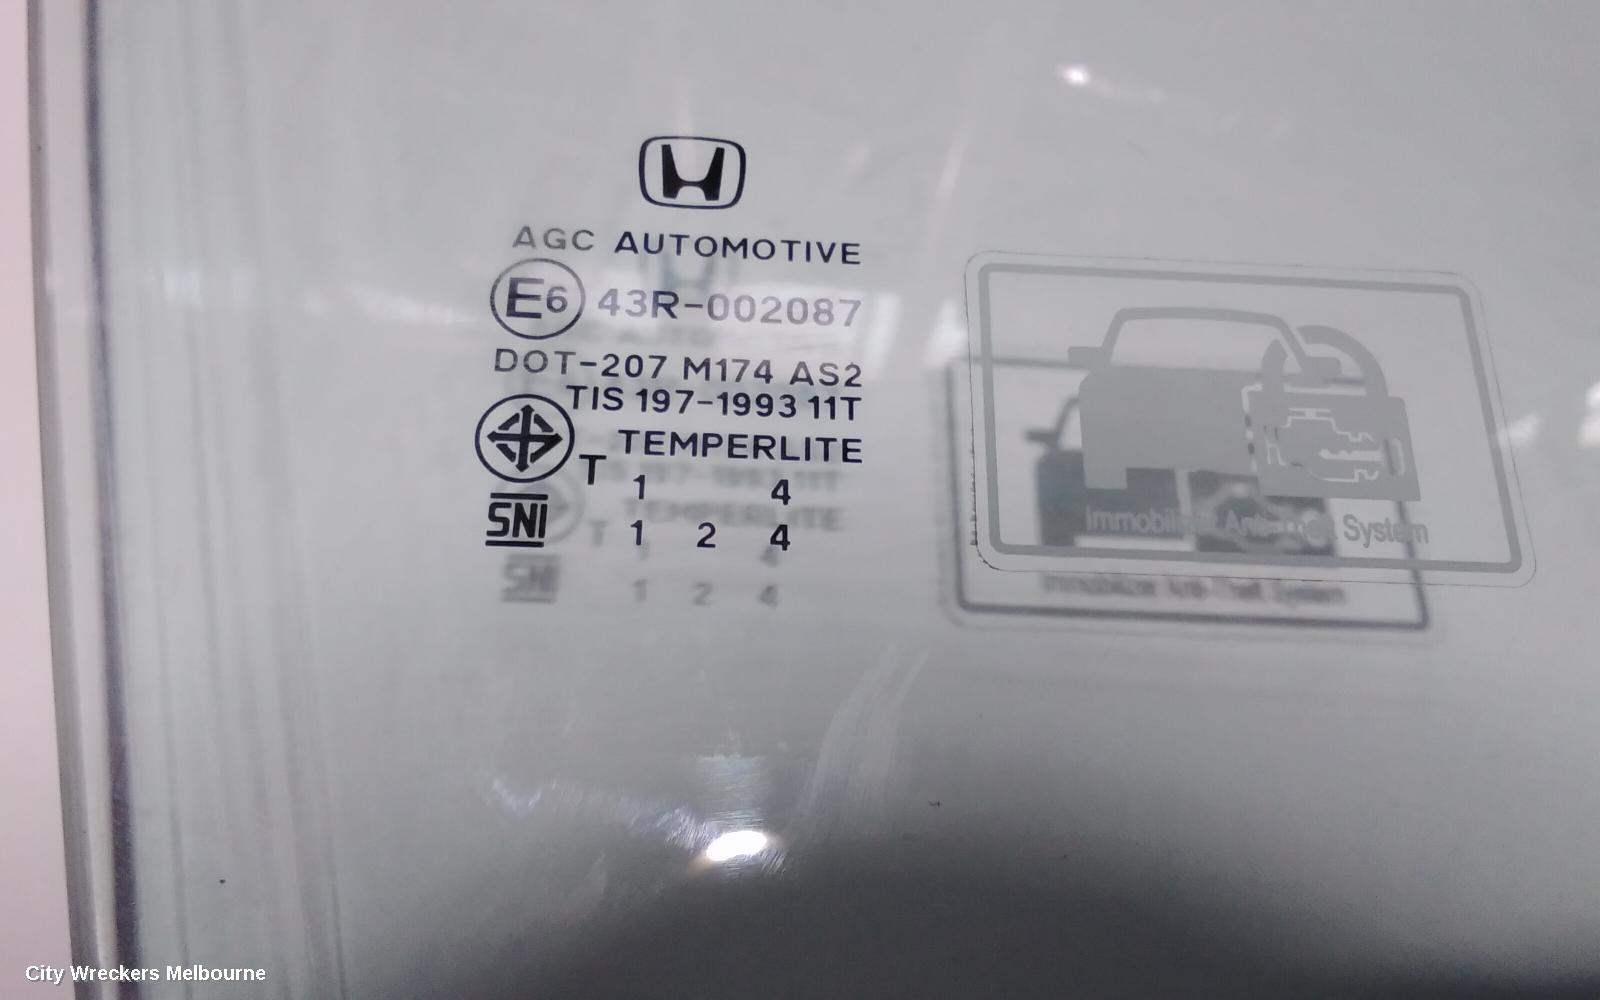 AGC AUTOMOTIVE
E6 43R-002087
DOT-207 M174 AS2
TIS 197-1993 11T
TEMPERLITE
T 1 4
SNI 1 2 4
Immobilizer Anti-Theft System
City Wreckers Melbourne